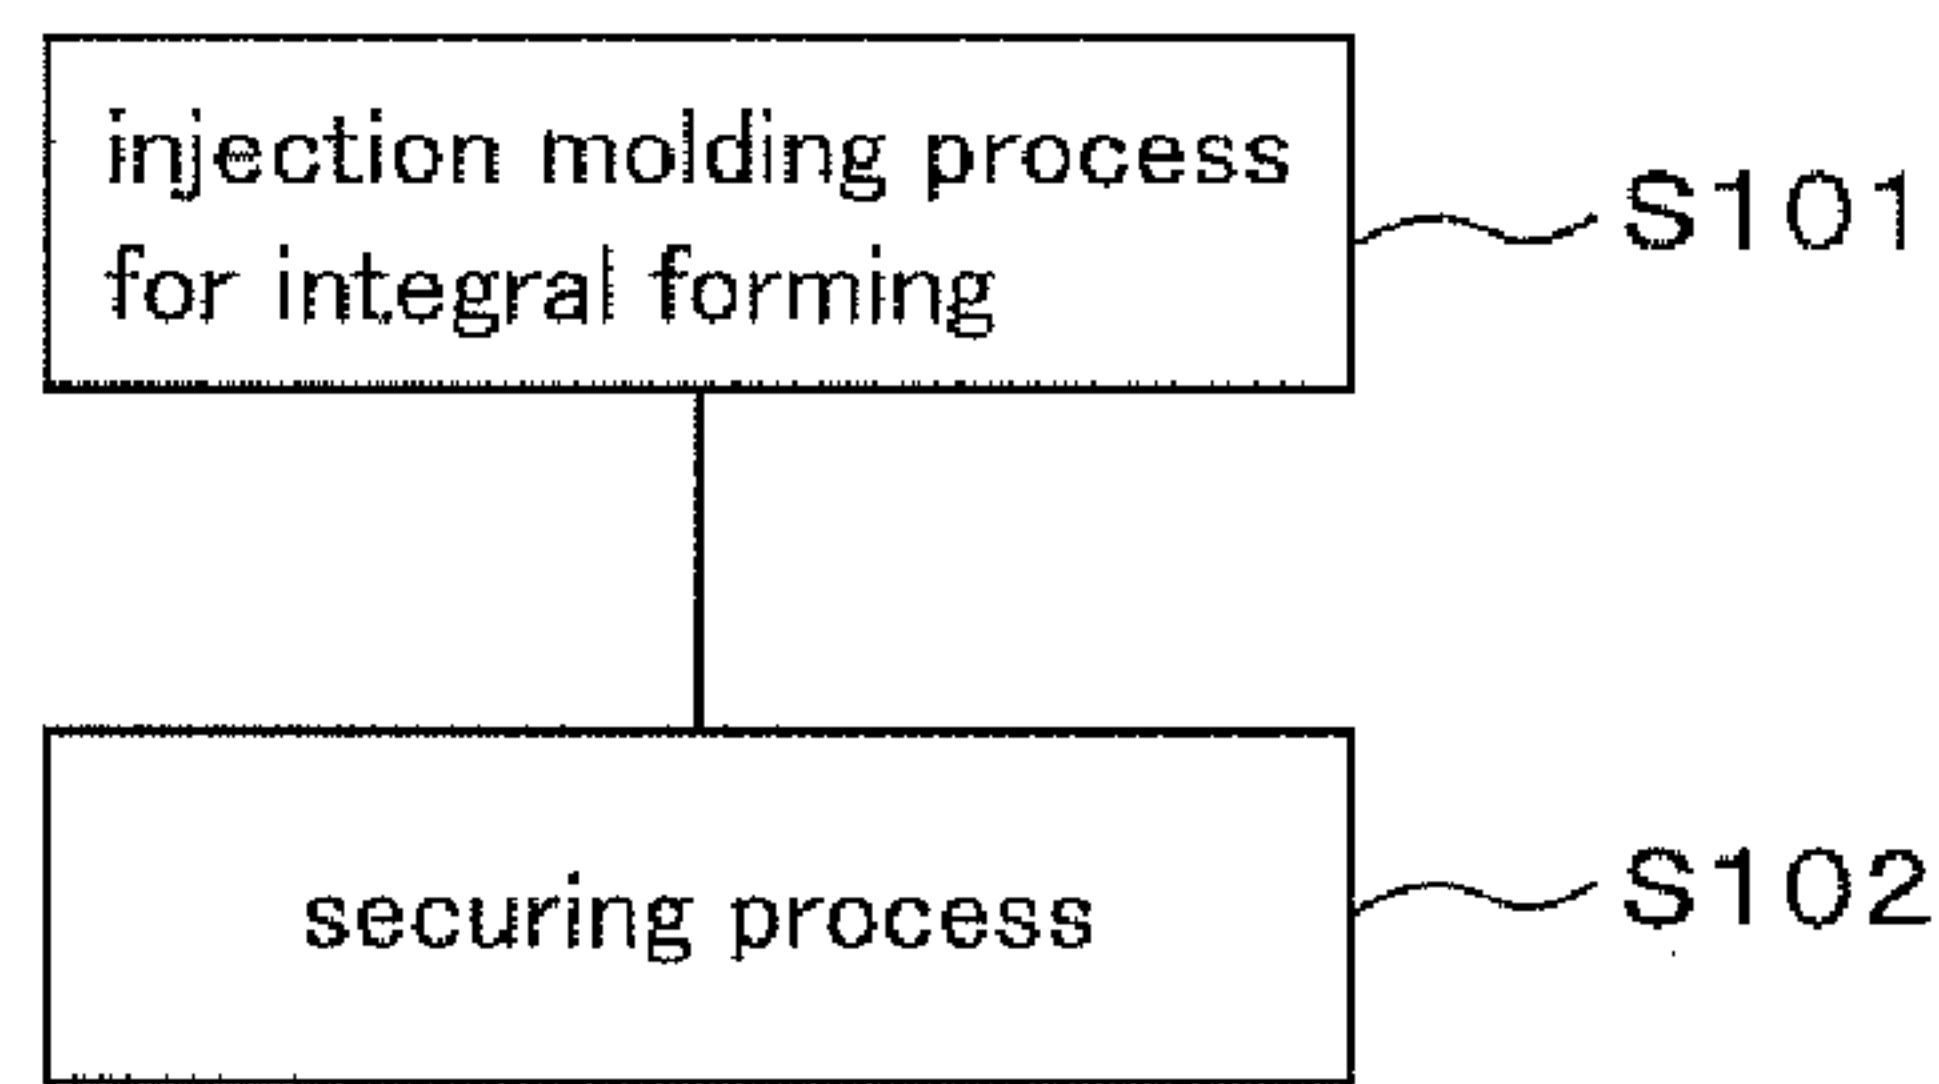 injection molding process
for integral forming
S101
securing process
S102